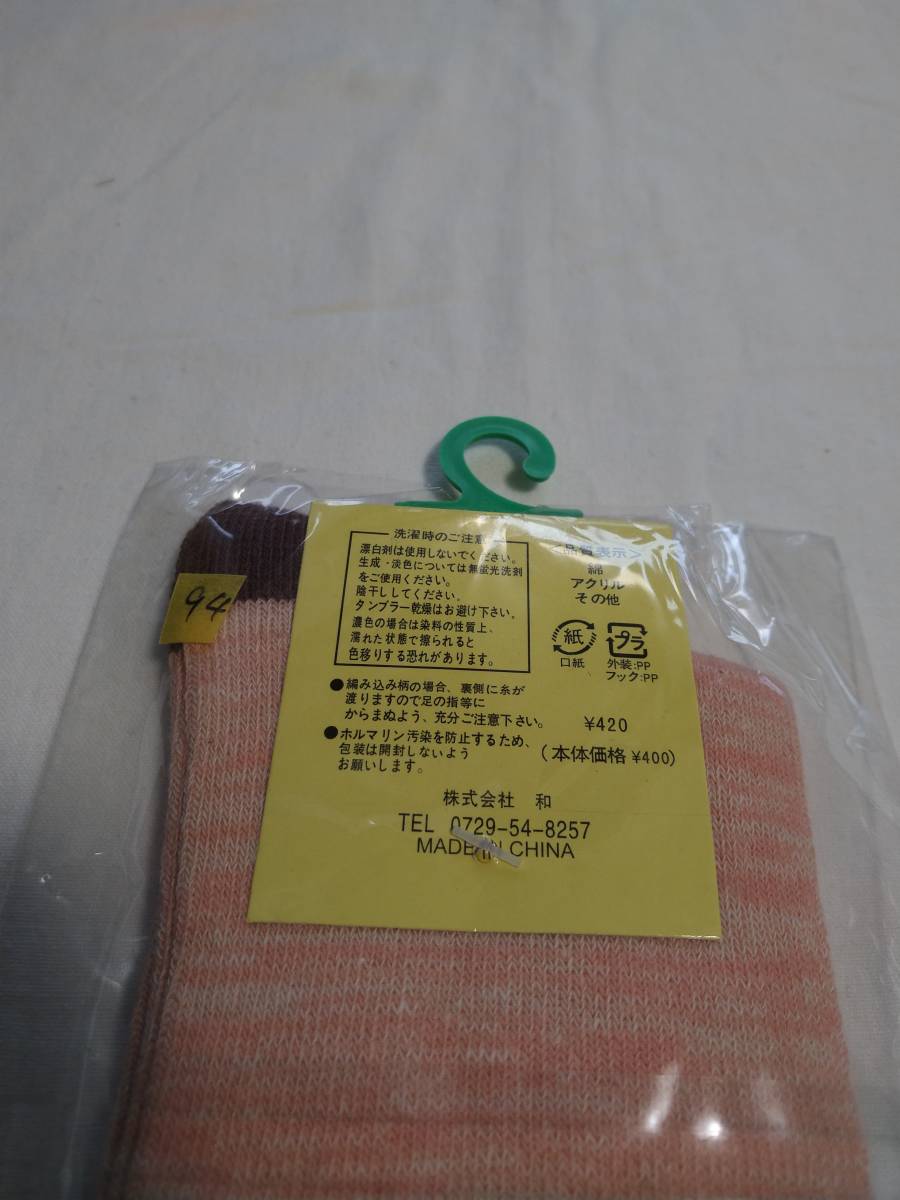 94
洗濯時のご注意
漂白剤は使用しないでください。
生成・淡色については無蛍光洗剤
をご使用ください。
陰干ししてください。
タンブラー乾燥はお避け下さい。
濃色の場合は染料の性質上、
濡れた状態で擦られると
色移りする恐れがあります。
<品質表示>
綿
アクリル
その他
紙
口紙
プラ
外装:PP
フック:PP
●編み込み柄の場合、裏側に糸が
渡りますので足の指等に
からまぬよう、充分ご注意下さい。
●ホルマリン汚染を防止するため、
包装は開封しないよう
お願いします。
¥420
(本体価格 ¥400)
株式会社 和
TEL 0729-54-8257
MADE IN CHINA